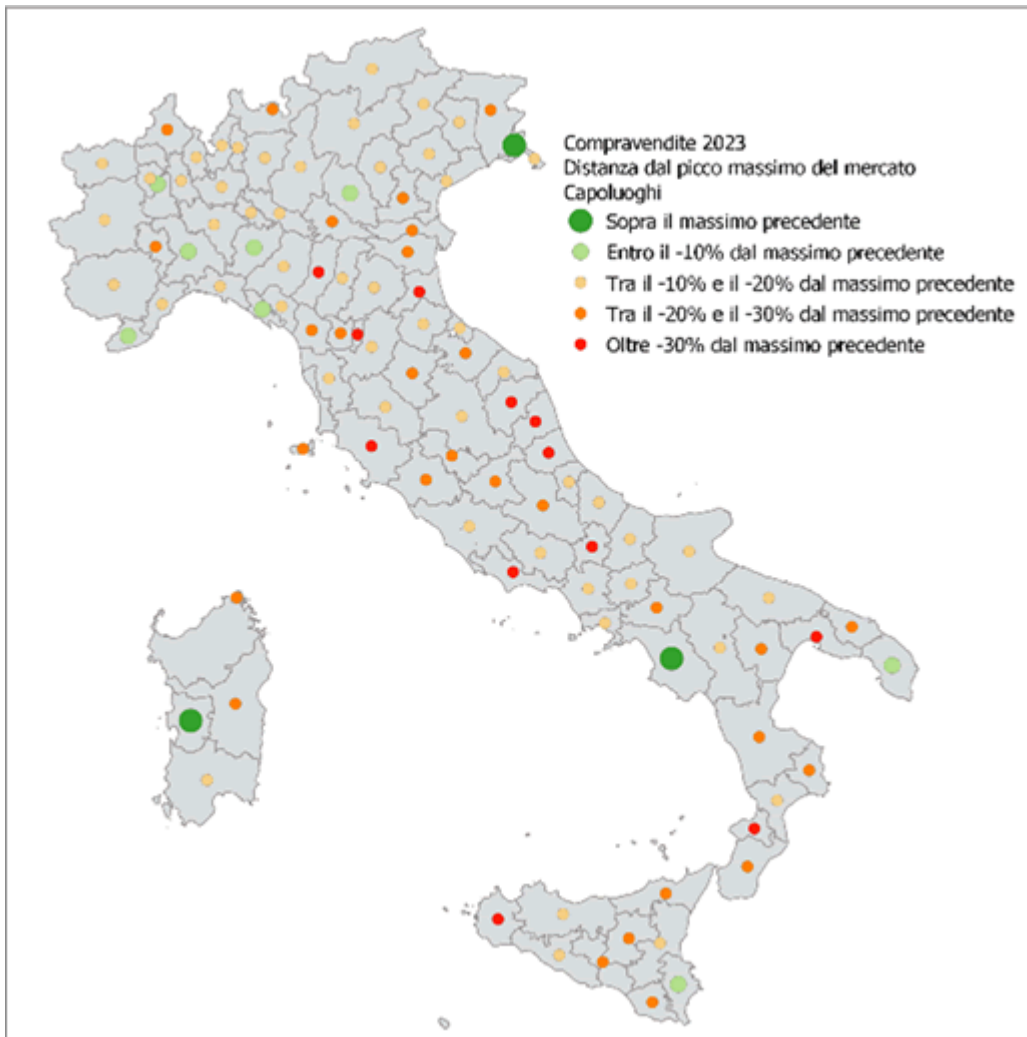 Compravendite 2023
Distanza dal picco massimo del mercato
Capoluoghi
Sopra il massimo precedente
Entro il -10% dal massimo precedente
Tra il -10% e il -20% dal massimo precedente
Tra il -20% e il -30% dal massimo precedente
Oltre -30% dal massimo precedente